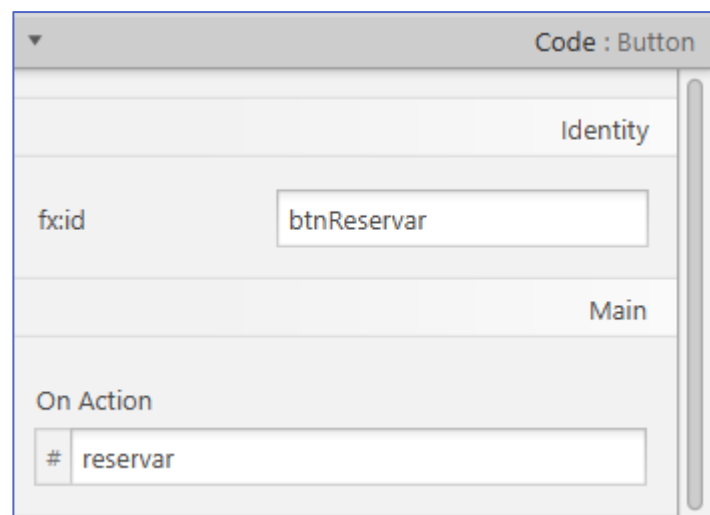 Code : Button
Identity
fx:id btnReservar
Main
On Action
# reservar